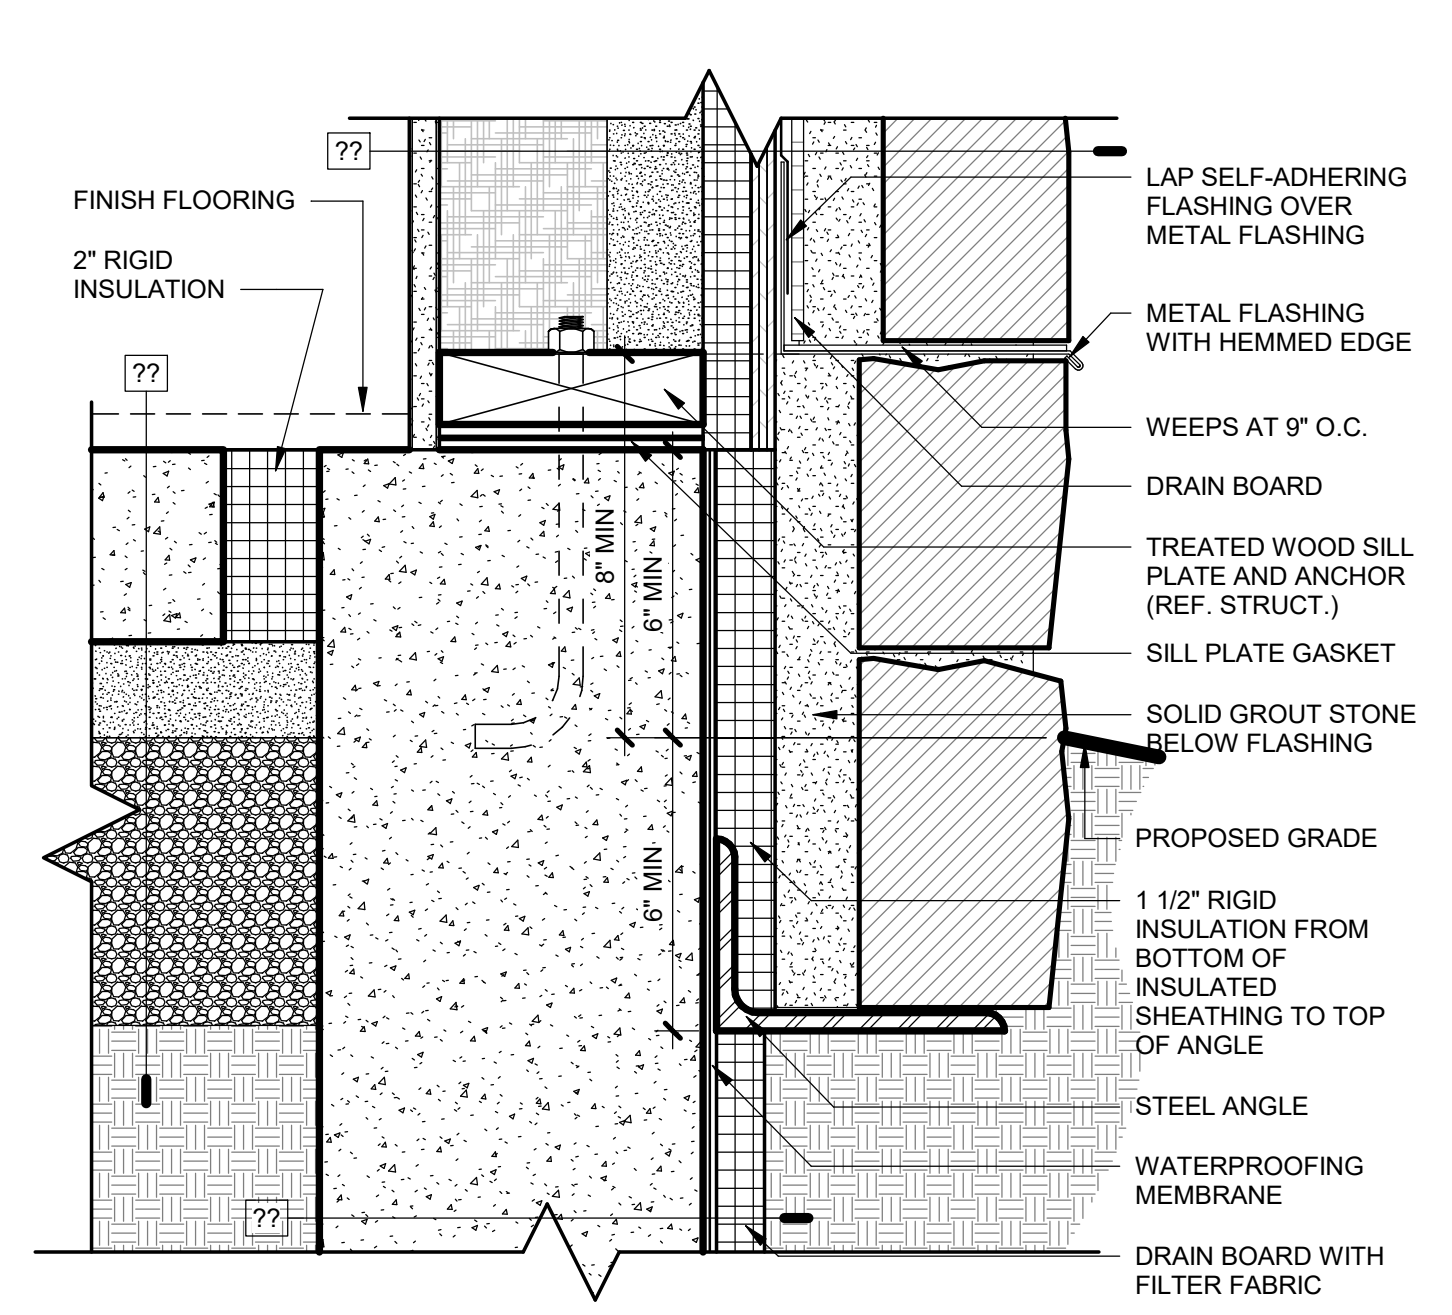 ??
FINISH FLOORING
2" RIGID
INSULATION
??
8" MIN
6" MIN
6" MIN
??
LAP SELF-ADHERING
FLASHING OVER
METAL FLASHING
METAL FLASHING
WITH HEMMED EDGE
WEEPS AT 9" O.C.
DRAIN BOARD
TREATED WOOD SILL
PLATE AND ANCHOR
(REF. STRUCT.)
SILL PLATE GASKET
SOLID GROUT STONE
BELOW FLASHING
PROPOSED GRADE
1 1/2" RIGID
INSULATION FROM
BOTTOM OF
INSULATED
SHEATHING TO TOP
OF ANGLE
STEEL ANGLE
WATERPROOFING
MEMBRANE
DRAIN BOARD WITH
FILTER FABRIC